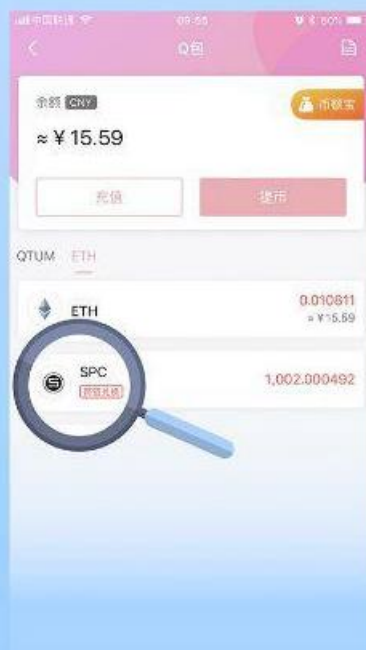 中国联通 09:55 50%
Q包
余额 CNY
币额宝
≈ ¥ 15.59
充值
提币
QTUM ETH
ETH
0.010811
≈ ¥15.59
SPC
1,002.000492